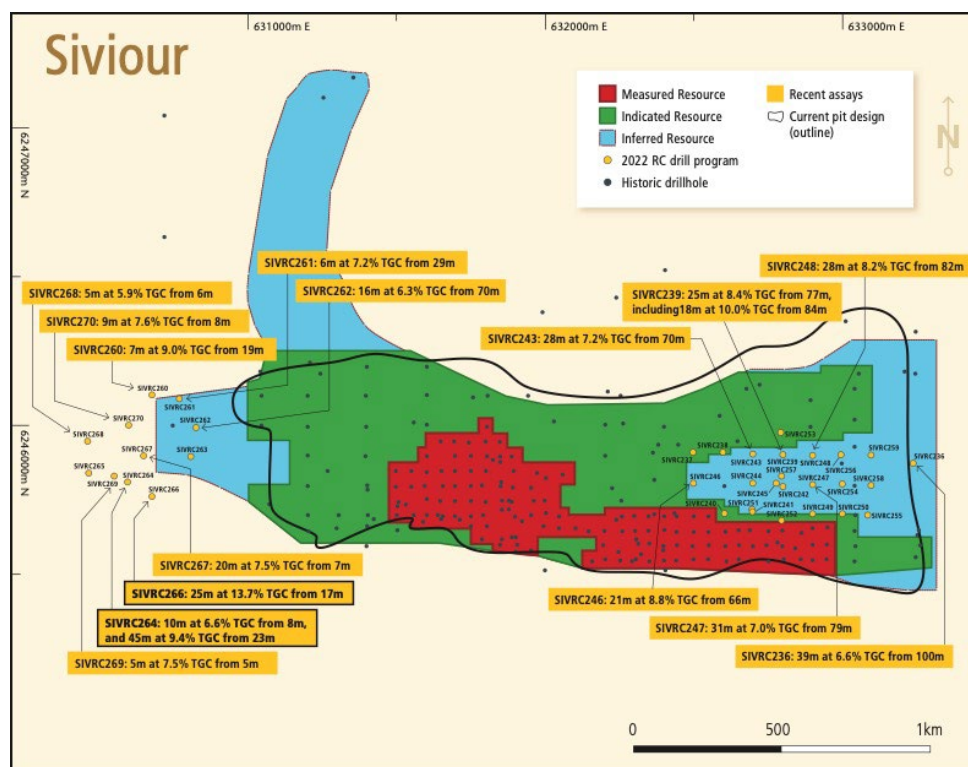 631000m E
632000m E
633000m E
Siviour
Measured Resource
Indicated Resource
Inferred Resource
2022 RC drill program
Historic drillhole
Recent assays
Current pit design
(outline)
N
6247000m N
6246000m N
SIVRC261: 6m at 7.2% TGC from 29m
SIVRC248: 28m at 8.2% TGC from 82m
SIVRC268: 5m at 5.9% TGC from 6m
SIVRC262: 16m at 6.3% TGC from 70m
SIVRC239: 25m at 8.4% TGC from 77m,
including18m at 10.0% TGC from 84m
SIVRC270: 9m at 7.6% TGC from 8m
SIVRC243: 28m at 7.2% TGC from 70m
SIVRC260: 7m at 9.0% TGC from 19m
SIVRC260
SIVRC261
SIVRC270
SIVRC262
SIVRC268
SIVRC267
SIVRC263
SIVRC265
SIVRC264
SIVRC269
SIVRC266
SIVRC253
SIVRC238
SIVRC237
SIVRC243
SIVRC239
SIVRC248
SIVRC259
SIVRC256
SIVRC236
SIVRC257
SIVRC246
SIVRC244
SIVRC247
SIVRC245
SIVRC242
SIVRC254
SIVRC258
SIVRC240
SIVRC251
SIVRC241
SIVRC249
SIVRC250
SIVRC252
SIVRC255
SIVRC267: 20m at 7.5% TGC from 7m
SIVRC266: 25m at 13.7% TGC from 17m
SIVRC246: 21m at 8.8% TGC from 66m
SIVRC264: 10m at 6.6% TGC from 8m,
and 45m at 9.4% TGC from 23m
SIVRC247: 31m at 7.0% TGC from 79m
SIVRC269: 5m at 7.5% TGC from 5m
SIVRC236: 39m at 6.6% TGC from 100m
0
500
1km